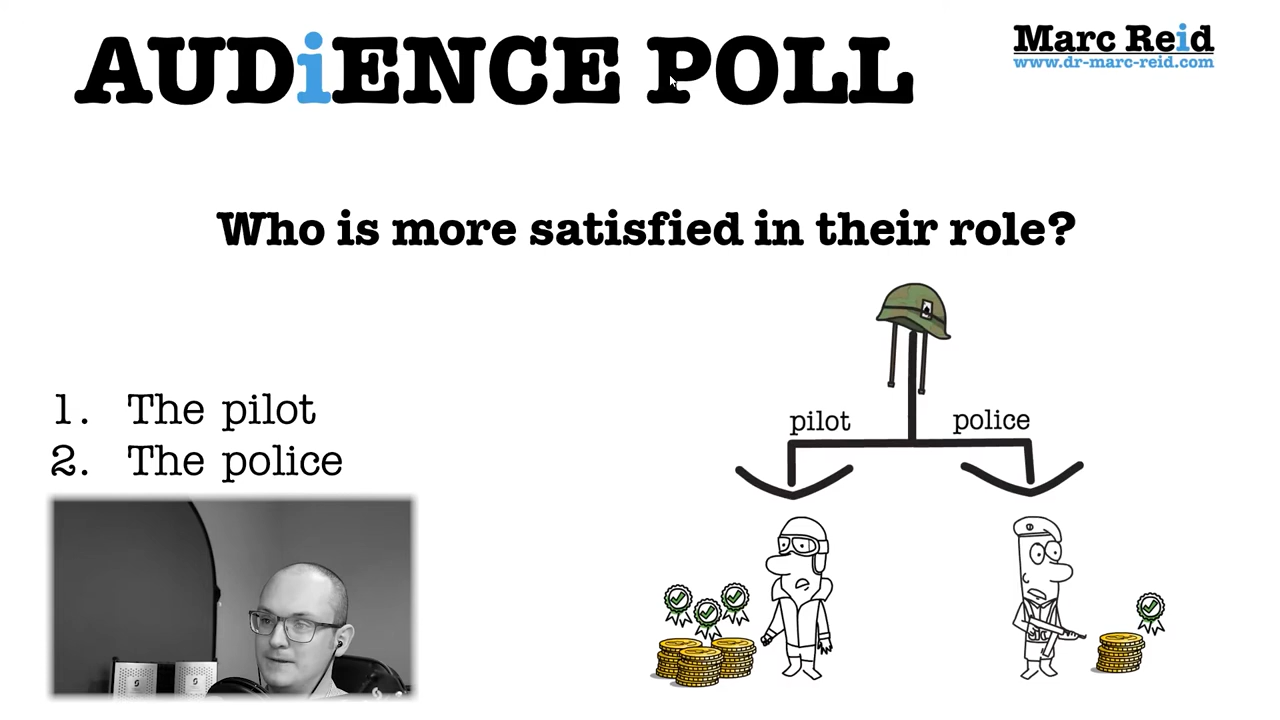 AUDiENCE POLL
Marc Reid
www.dr-marc-reid.com
Who is more satisfied in their role?
1. The pilot
2. The police
pilot
police